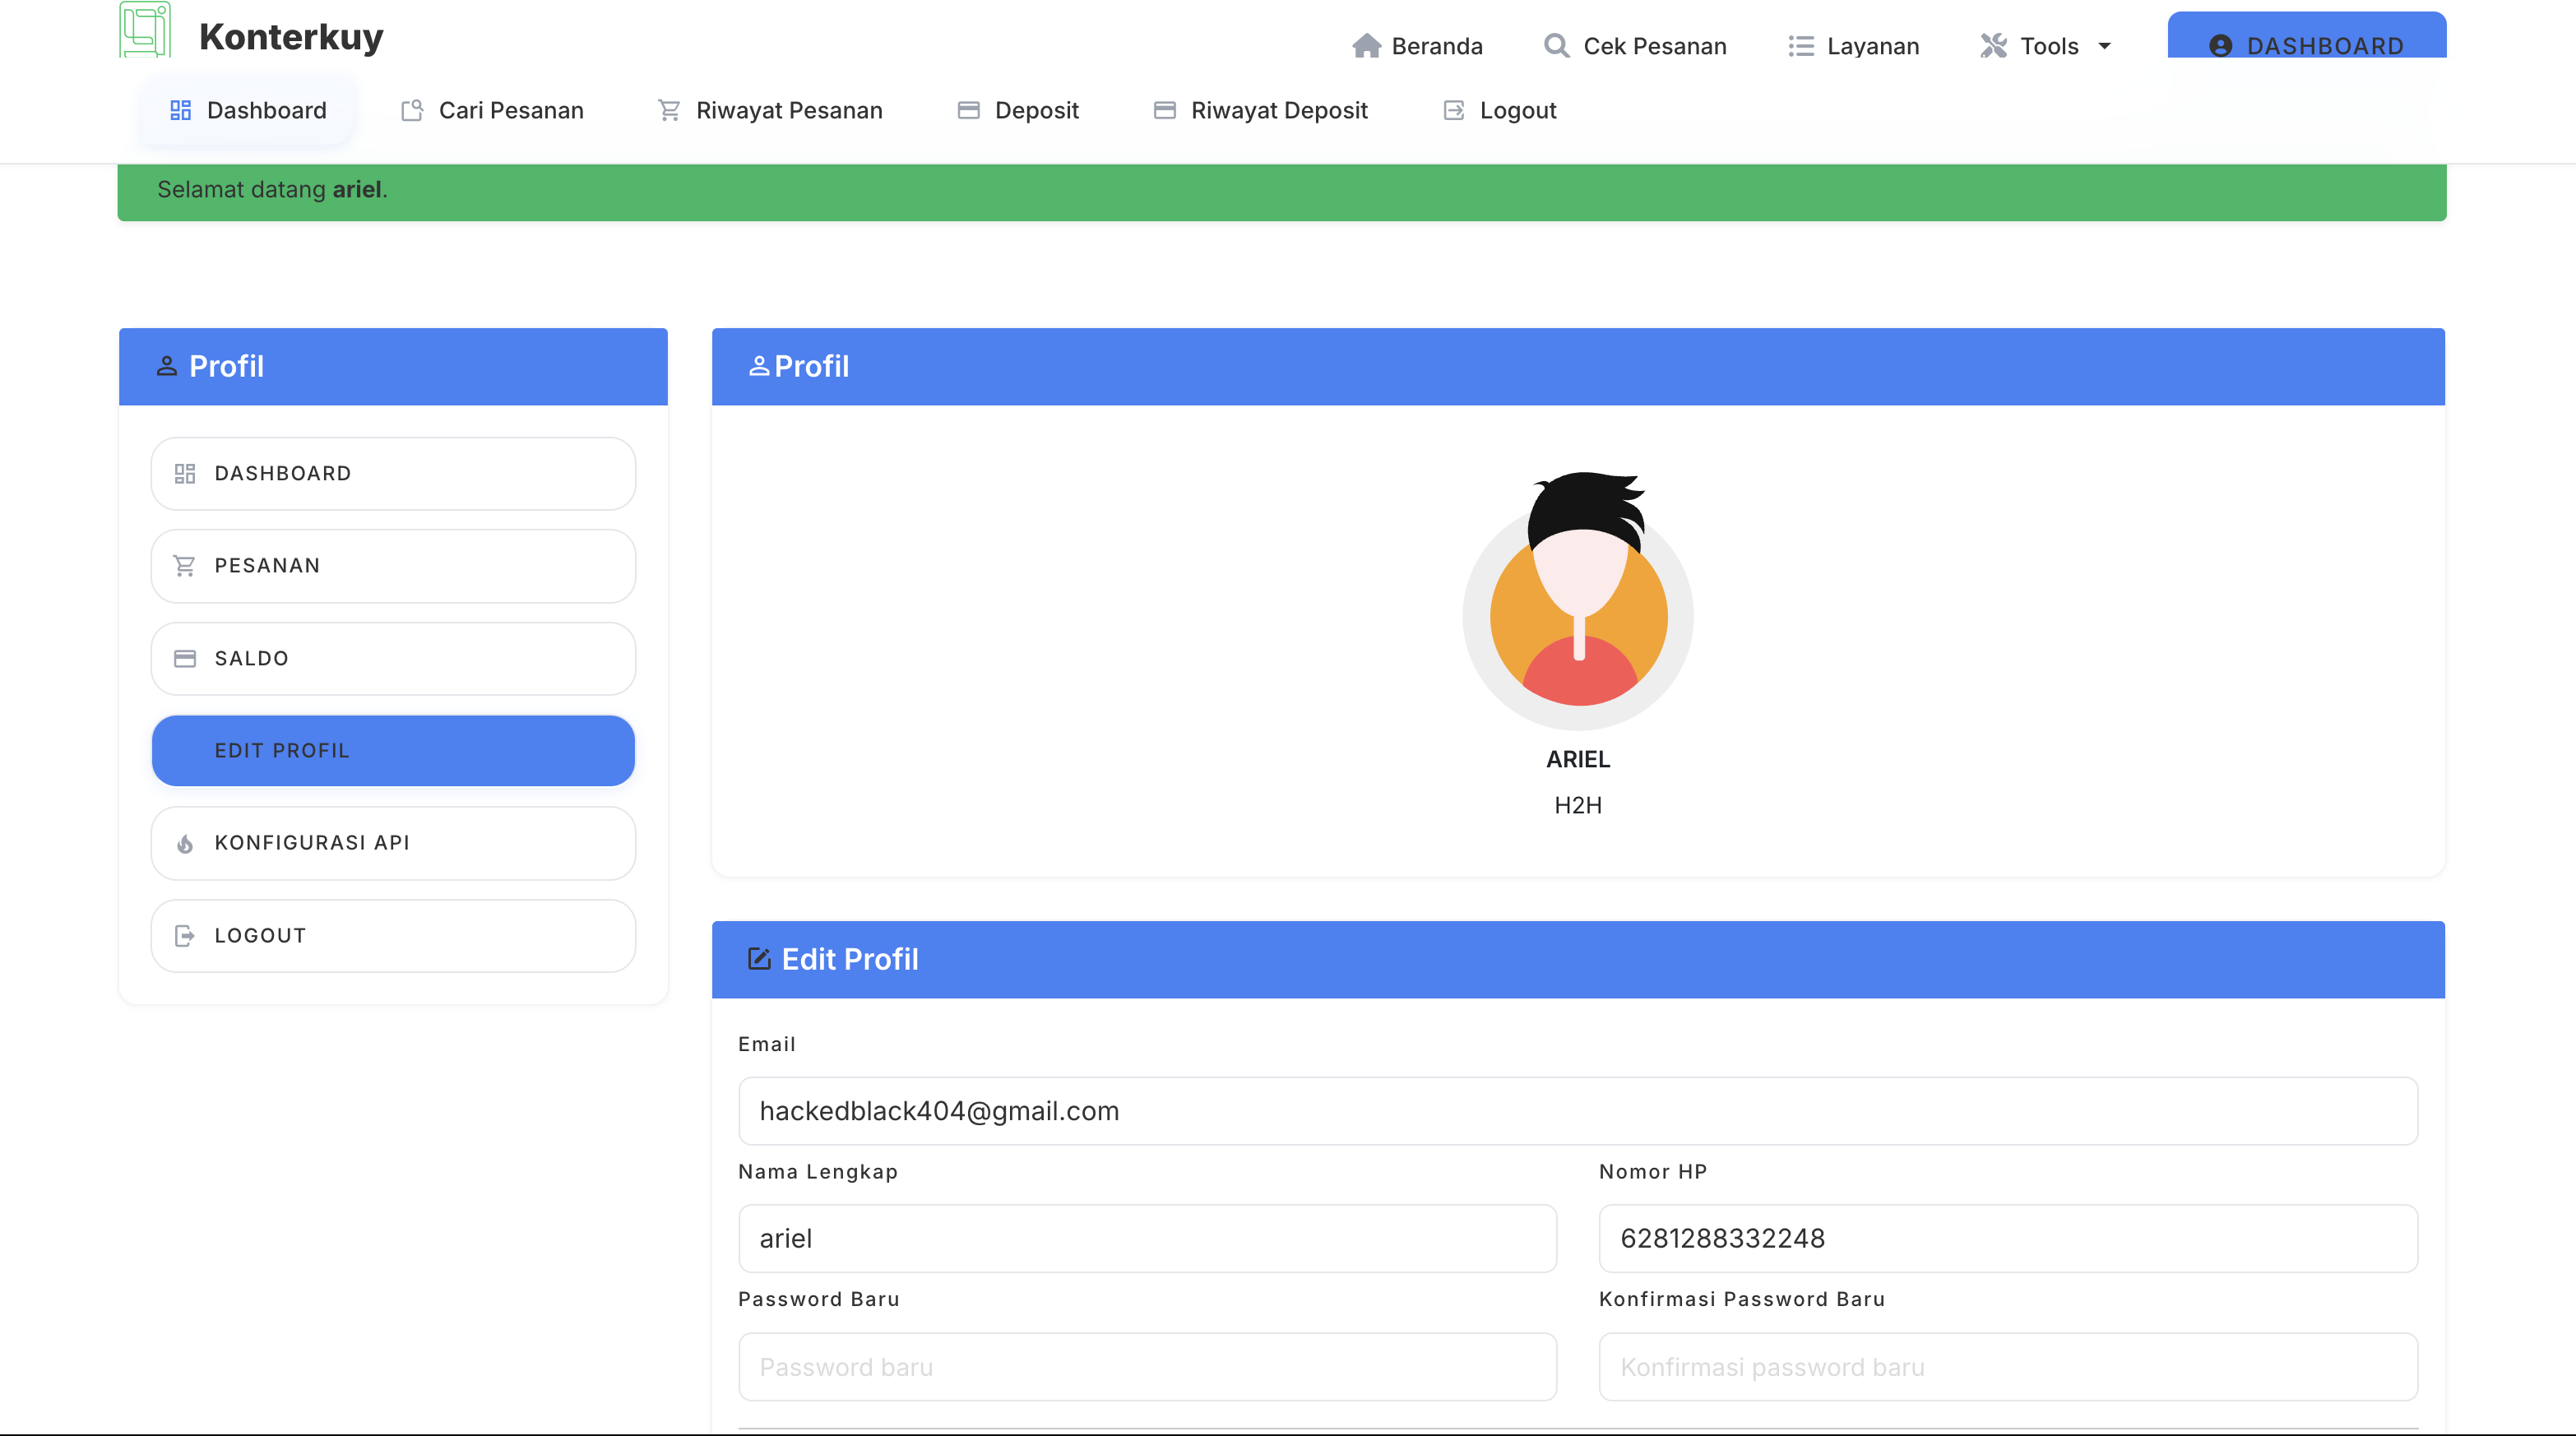 Konterkuy
Beranda
Cek Pesanan
Layanan
Tools
DASHBOARD
Dashboard
Cari Pesanan
Riwayat Pesanan
Deposit
Riwayat Deposit
Logout
Selamat datang ariel.
Profil
DASHBOARD
PESANAN
SALDO
EDIT PROFIL
KONFIGURASI API
LOGOUT
Profil
ARIEL
H2H
Edit Profil
Email
hackedblack404@gmail.com
Nama Lengkap
Nomor HP
ariel
6281288332248
Password Baru
Konfirmasi Password Baru
Password baru
Konfirmasi password baru